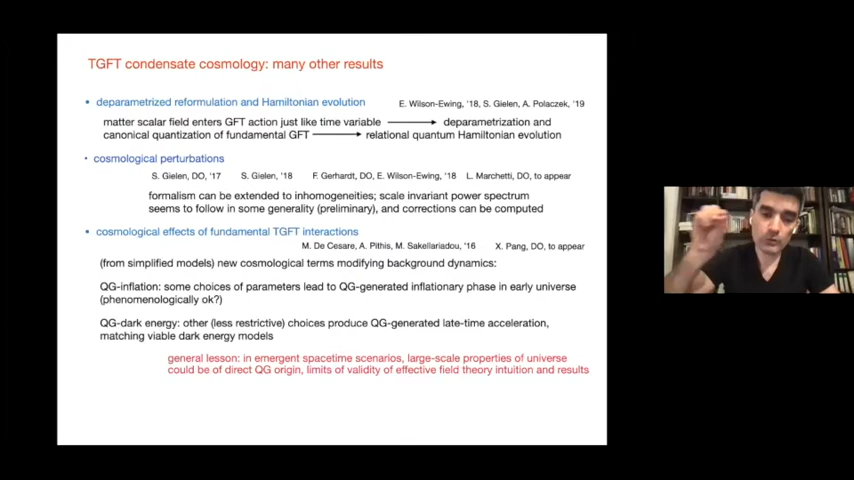 TGFT condensate cosmology: many other results
• deparametrized reformulation and Hamiltonian evolution E. Wilson-Ewing, '18, S. Gielen, A. Polaczek, '19
matter scalar field enters GFT action just like time variable ⟶ deparametrization and
canonical quantization of fundamental GFT ⟶ relational quantum Hamiltonian evolution
• cosmological perturbations
S. Gielen, DO, '17 S. Gielen, '18 F. Gerhardt, DO, E. Wilson-Ewing, '18 L. Marchetti, DO, to appear
formalism can be extended to inhomogeneities; scale invariant power spectrum
seems to follow in some generality (preliminary), and corrections can be computed
• cosmological effects of fundamental TGFT interactions
M. De Cesare, A. Pithis, M. Sakellariadou, '16 X. Pang, DO, to appear
(from simplified models) new cosmological terms modifying background dynamics:
QG-inflation: some choices of parameters lead to QG-generated inflationary phase in early universe
(phenomenologically ok?)
QG-dark energy: other (less restrictive) choices produce QG-generated late-time acceleration,
matching viable dark energy models
general lesson: in emergent spacetime scenarios, large-scale properties of universe
could be of direct QG origin, limits of validity of effective field theory intuition and results